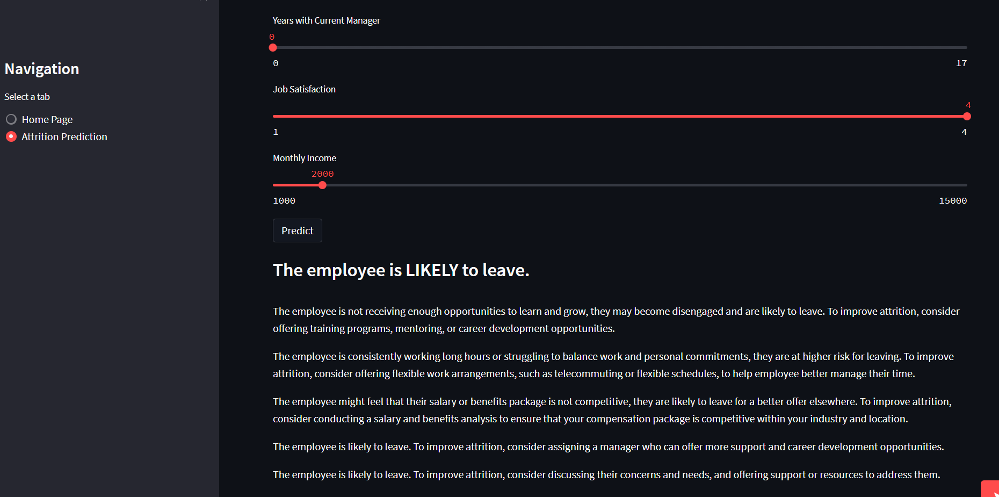 Navigation
Select a tab
Home Page
Attrition Prediction
Years with Current Manager
0
0 17
Job Satisfaction
4
1 4
Monthly Income
2000
1000 15000
Predict
The employee is LIKELY to leave.
The employee is not receiving enough opportunities to learn and grow, they may become disengaged and are likely to leave. To improve attrition, consider
offering training programs, mentoring, or career development opportunities.
The employee is consistently working long hours or struggling to balance work and personal commitments, they are at higher risk for leaving. To improve
attrition, consider offering flexible work arrangements, such as telecommuting or flexible schedules, to help employee better manage their time.
The employee might feel that their salary or benefits package is not competitive, they are likely to leave for a better offer elsewhere. To improve attrition,
consider conducting a salary and benefits analysis to ensure that your compensation package is competitive within your industry and location.
The employee is likely to leave. To improve attrition, consider assigning a manager who can offer more support and career development opportunities.
The employee is likely to leave. To improve attrition, consider discussing their concerns and needs, and offering support or resources to address them.